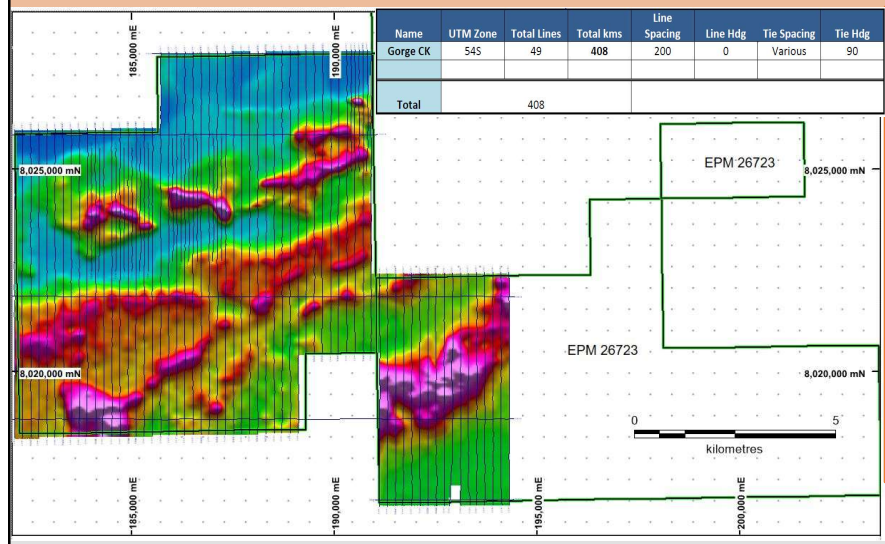 Name UTM Zone Total Lines Total kms Line Spacing Line Hdg Tie Spacing Tie Hdg
Gorge CK 54S 49 408 200 0 Various 90
Total 408
185,000 mE
190,000 mE
8,025,000 mN
EPM 26723
8,025,000 mN
EPM 26723
8,020,000 mN
8,020,000 mN
0 5
kilometres
185,000 mE
190,000 mE
195,000 mE
200,000 mE